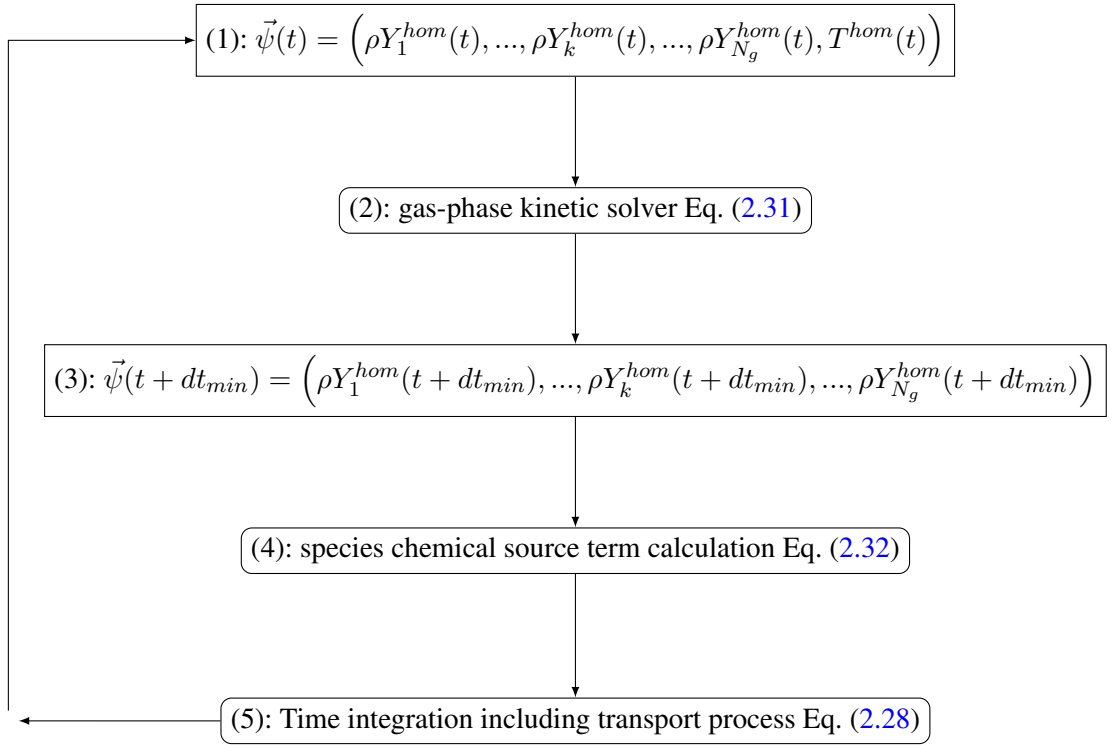 (1): $\vec{\psi}(t) = \left( \rho Y_1^{hom}(t), ..., \rho Y_k^{hom}(t), ..., \rho Y_{N_g}^{hom}(t), T^{hom}(t) \right)$
(2): gas-phase kinetic solver Eq. (2.31)
(3): $\vec{\psi}(t + dt_{min}) = \left( \rho Y_1^{hom}(t + dt_{min}), ..., \rho Y_k^{hom}(t + dt_{min}), ..., \rho Y_{N_g}^{hom}(t + dt_{min}) \right)$
(4): species chemical source term calculation Eq. (2.32)
(5): Time integration including transport process Eq. (2.28)